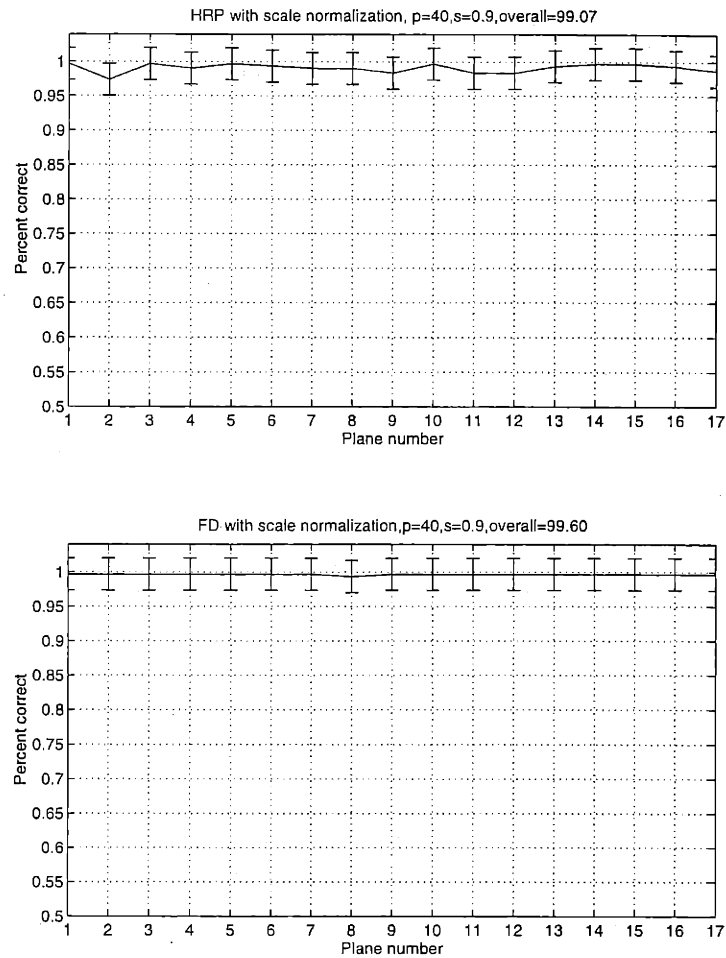 HRP with scale normalization, p=40,s=0.9,overall=99.07
1
0.95
0.9
0.85
0.8
0.75
0.7
0.65
0.6
0.55
0.5
Percent correct
1 2 3 4 5 6 7 8 9 10 11 12 13 14 15 16 17
Plane number
FD with scale normalization,p=40,s=0.9,overall=99.60
1
0.95
0.9
0.85
0.8
0.75
0.7
0.65
0.6
0.55
0.5
Percent correct
1 2 3 4 5 6 7 8 9 10 11 12 13 14 15 16 17
Plane number